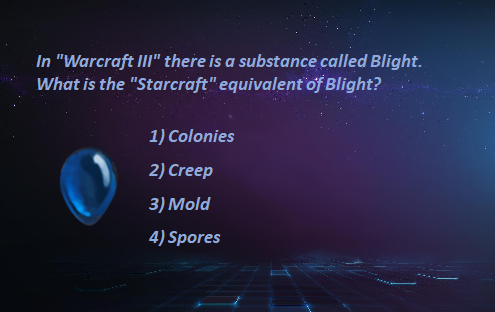 In "Warcraft III" there is a substance called Blight.
What is the "Starcraft" equivalent of Blight?
1) Colonies
2) Creep
3) Mold
4) Spores